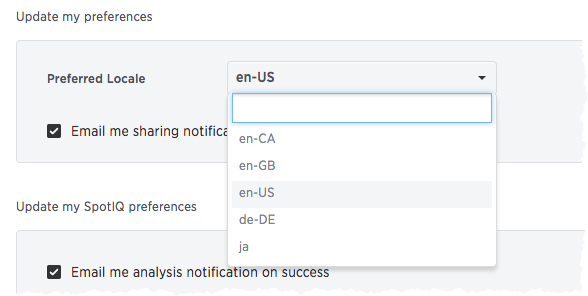 Update my preferences
Preferred Locale
en-US
Email me sharing notifica
en-CA
en-GB
en-US
de-DE
ja
Update my SpotIQ preferences
Email me analysis notification on success